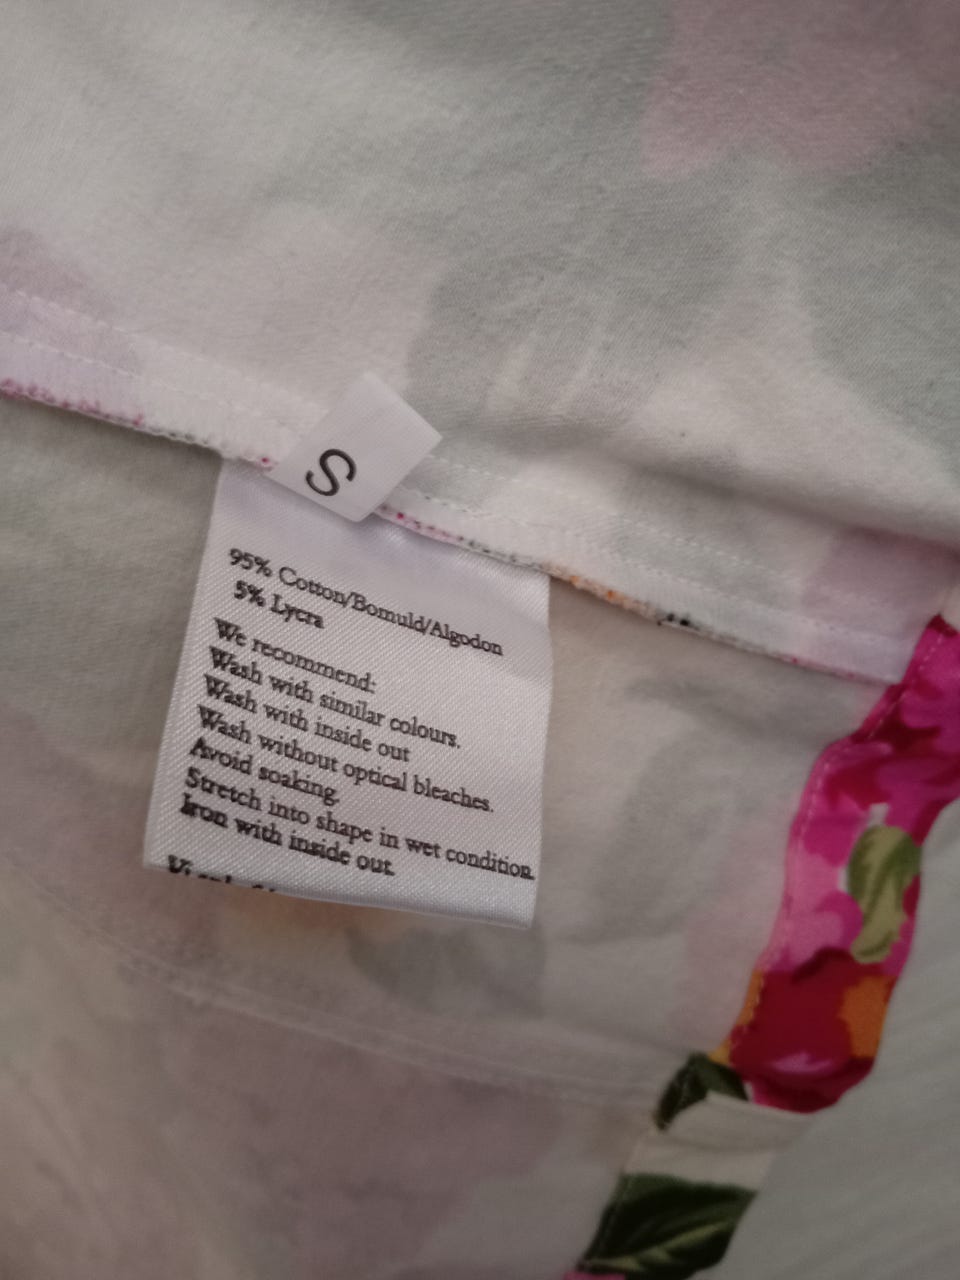 S
95% Cotton/Bomuld/Algodon
5% Lycra
We recommend:
Wash with similar colours.
Wash with inside out
Wash without optical bleaches.
Avoid soaking.
Stretch into shape in wet condition.
Iron with inside out.